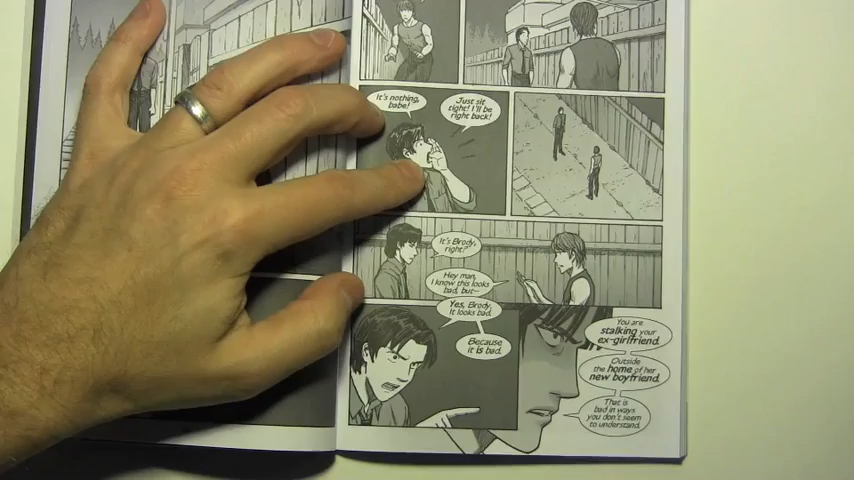 It's nothing,
babe!
Just sit
tight! I'll be
right back!
It's Brody,
right?
Hey man,
I know this looks
bad, but—
Yes, Brody.
It looks bad.
Because
it is bad.
You are
stalking your
ex-girlfriend.
Outside
the home of her
new boyfriend.
That is
bad in ways
you don't seem
to understand.